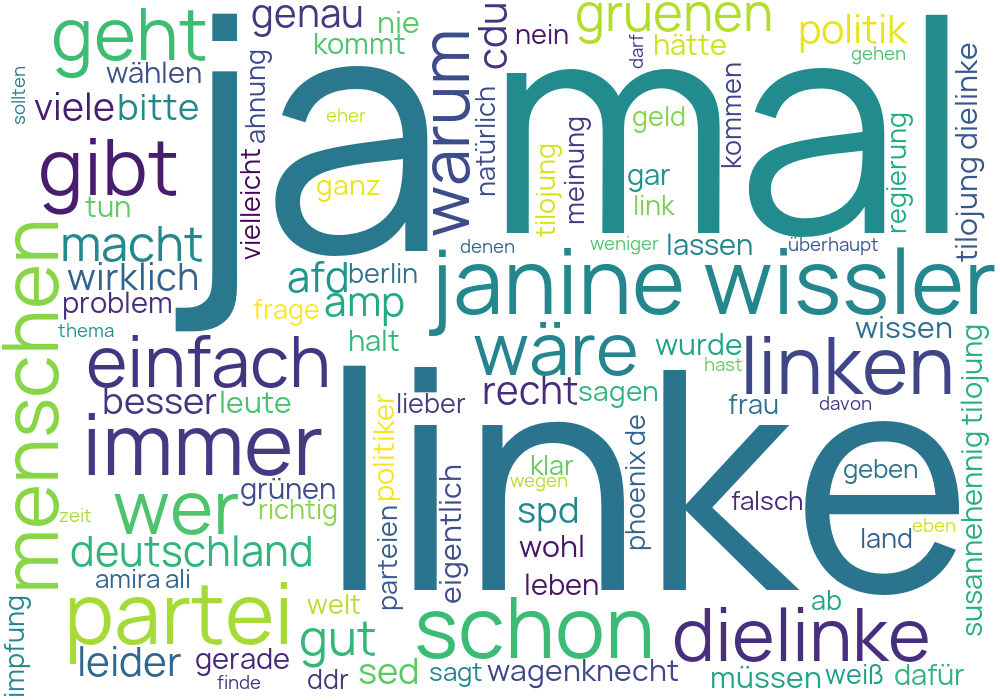 jamal
linke
janine wissler
geht
genau
nie
kommt
wählen
viele
bitte
ahnung
sollten
eher
ganz
warum
cdu
nein
gruenen
darf
hätte
politik
gehen
natürlich
tilojung
meinung
geld
gar
link
kommen
regierung
tilojung dielinke
gibt
tun
vielleicht
macht
wirklich
problem
thema
menschen
afd
berlin
frage
amp
halt
denen
weniger
lassen
überhaupt
wissen
einfach
wäre
wurde
hast
linken
besser
leute
politiker
lieber
recht
sagen
frau
davon
immer
wer
grünen
richtig
zeit
deutschland
amira ali
parteien
eigentlich
klar
wegen
spd
wohl
leben
phoenix de
falsch
geben
land
eben
susannehennig tilojung
impfung
partei
leider
gerade
finde
welt
gut
ddr
sed
schon
sagt
wagenknecht
dielinke
ab
müssen
weiß
dafür